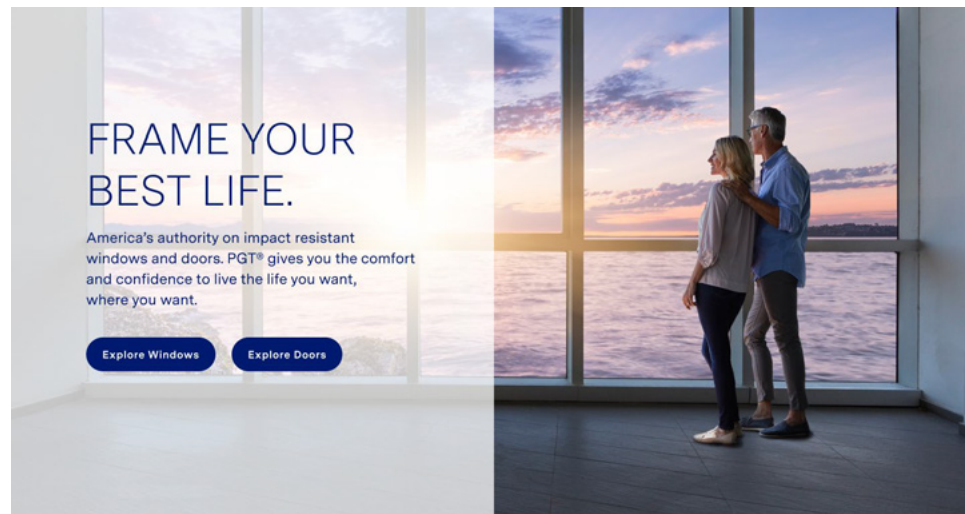 FRAME YOUR
BEST LIFE.
America's authority on impact resistant
windows and doors. PGT® gives you the comfort
and confidence to live the life you want,
where you want.
Explore Windows
Explore Doors